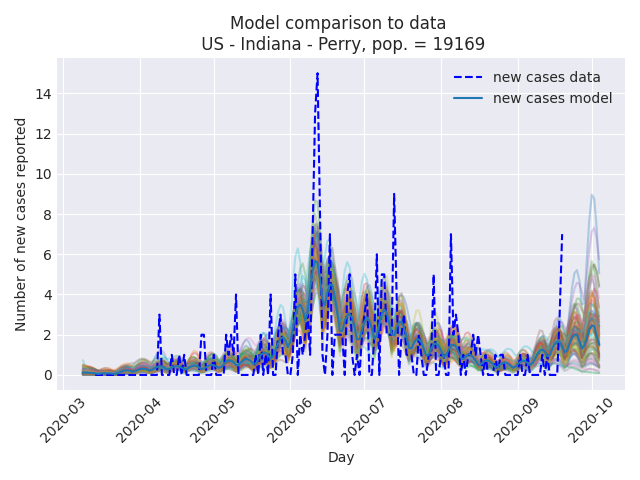 Model comparison to data
US - Indiana - Perry, pop. = 19169
new cases data
new cases model
Number of new cases reported
14
12
10
8
6
4
2
0
2020-03
2020-04
2020-05
2020-06
2020-07
2020-08
2020-09
2020-10
Day